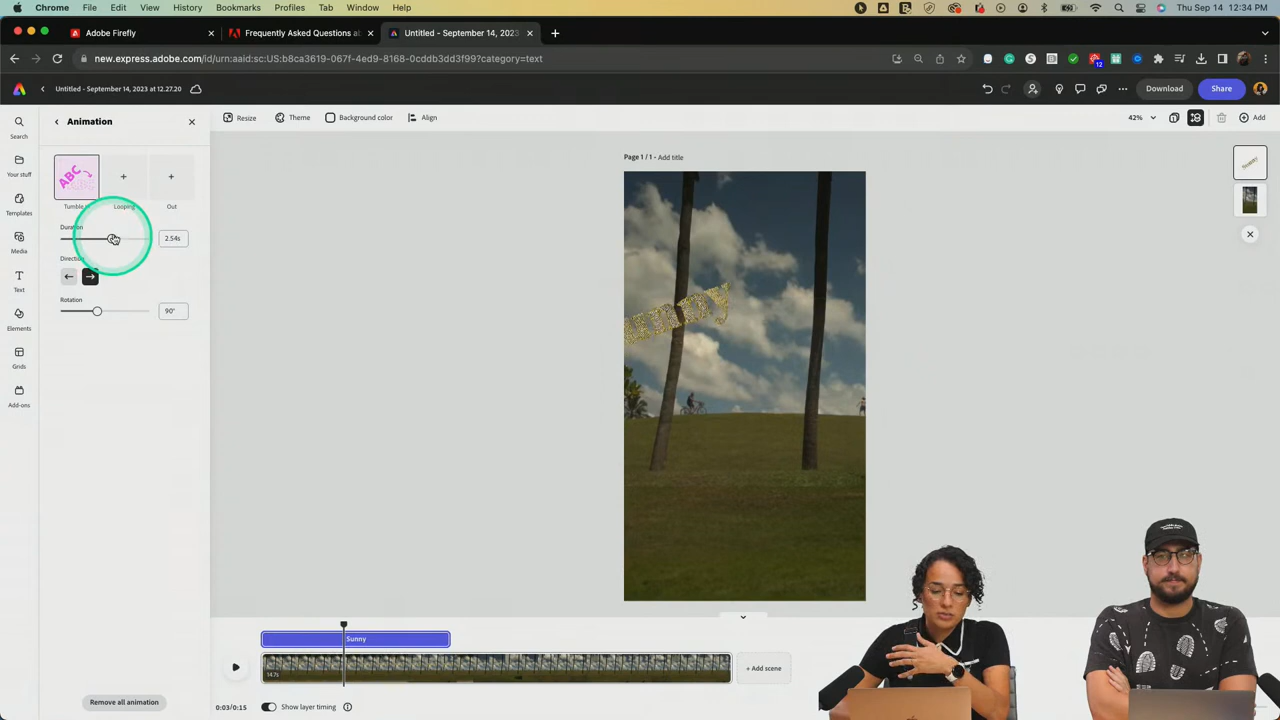 Chrome File Edit View History Bookmarks Profiles Tab Window Help Thu Sep 14 12:34 PM
Adobe Firefly
Frequently Asked Questions a
Untitled - September 14, 2023
new.express.adobe.com/id/urn:aaid:sc:US:b8ca3619-067f-4ed9-8168-0cddb3dd3f99?category=text
12
Untitled - September 14, 2023 at 12.27.20
Download
Share
Search
Your stuff
Templates
Media
Text
Elements
Grids
Add-ons
Animation
ABC
Tumble
Looping
Out
Duration
2.54s
Direction
Rotation
90°
Remove all animation
Resize
Theme
Background color
Align
42%
Add
Page 1 / 1 - Add title
Sunny
14.7s
+ Add scene
0:03/0:15
Show layer timing